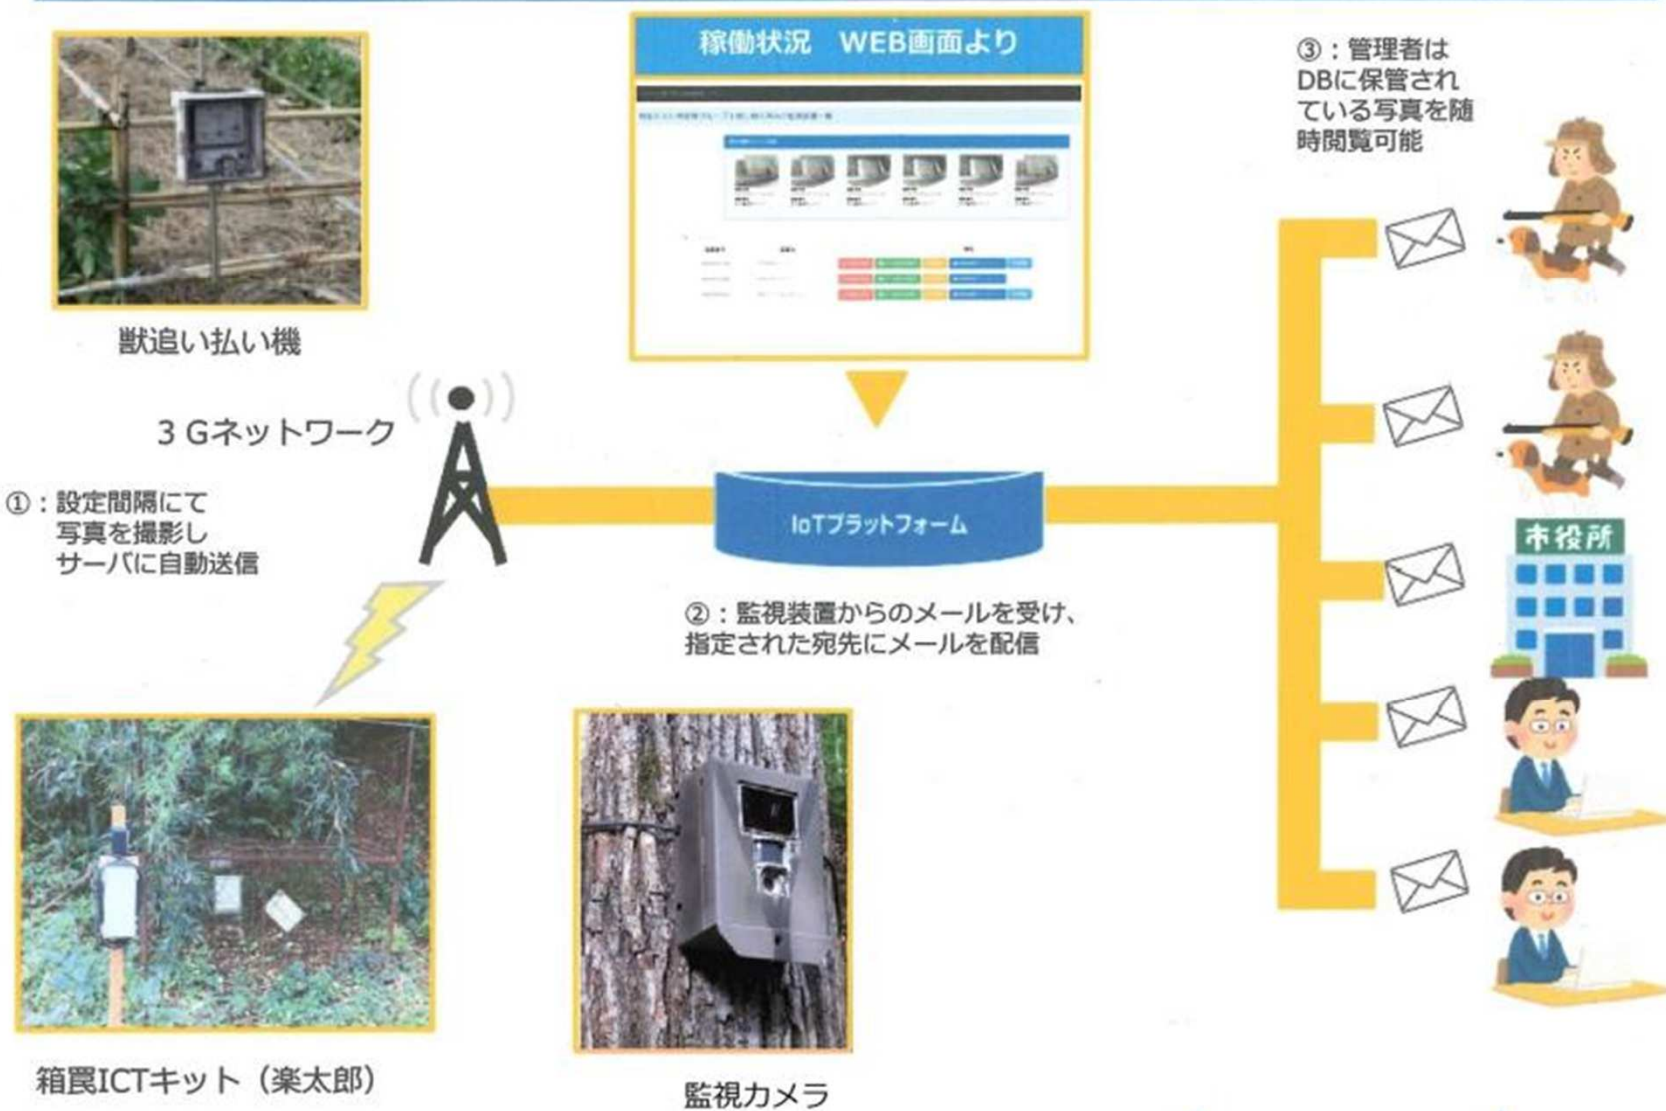 稼働状況 WEB画面より
③：管理者は
DBに保管され
ている写真を随
時閲覧可能
獣追い払い機
３Gネットワーク
①：設定間隔にて
写真を撮影し
サーバに自動送信
IoTプラットフォーム
②：監視装置からのメールを受け、
指定された宛先にメールを配信
市役所
箱罠ICTキット（楽太郎）
監視カメラ